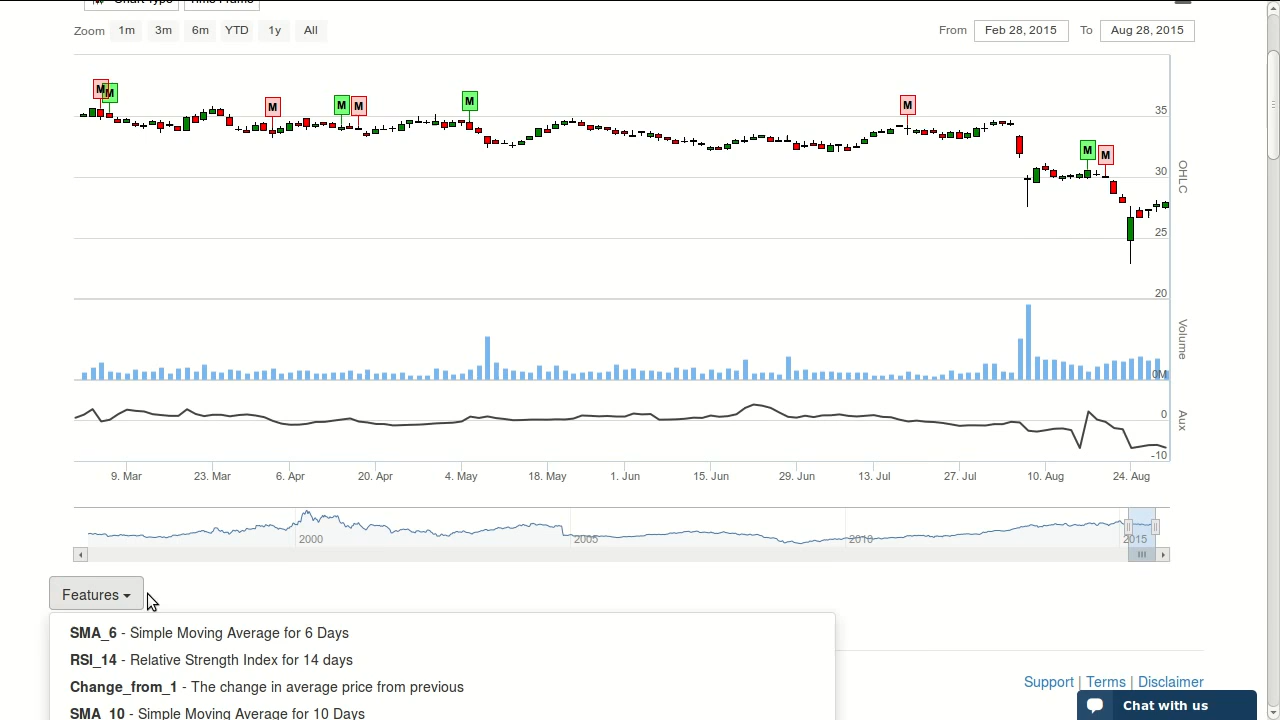 Chart Type Time Frame
Zoom 1m 3m 6m YTD 1y All From Feb 28, 2015 To Aug 28, 2015
M M M M M M M M M
35
30
25
20
OHLC
Volume
0M
0
-10
Aux
9. Mar 23. Mar 6. Apr 20. Apr 4. May 18. May 1. Jun 15. Jun 29. Jun 13. Jul 27. Jul 10. Aug 24. Aug
2000 2005 2010 2015
Features
SMA_6 - Simple Moving Average for 6 Days
RSI_14 - Relative Strength Index for 14 days
Change_from_1 - The change in average price from previous
SMA_10 - Simple Moving Average for 10 Days
Support | Terms | Disclaimer
Chat with us